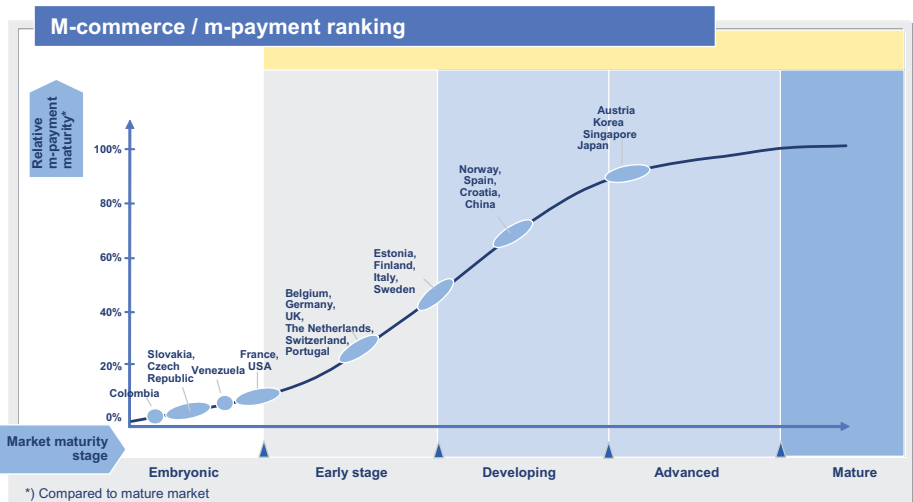 M-commerce / m-payment ranking
Relative
m-payment
maturity*
100%
80%
60%
40%
20%
0%
Austria
Korea
Singapore
Japan
Norway,
Spain,
Croatia,
China
Estonia,
Finland,
Italy,
Sweden
Belgium,
Germany,
UK,
The Netherlands,
Switzerland,
Portugal
France,
USA
Venezuela
Slovakia,
Czech
Republic
Colombia
Market maturity
stage
Embryonic
Early stage
Developing
Advanced
Mature
*) Compared to mature market